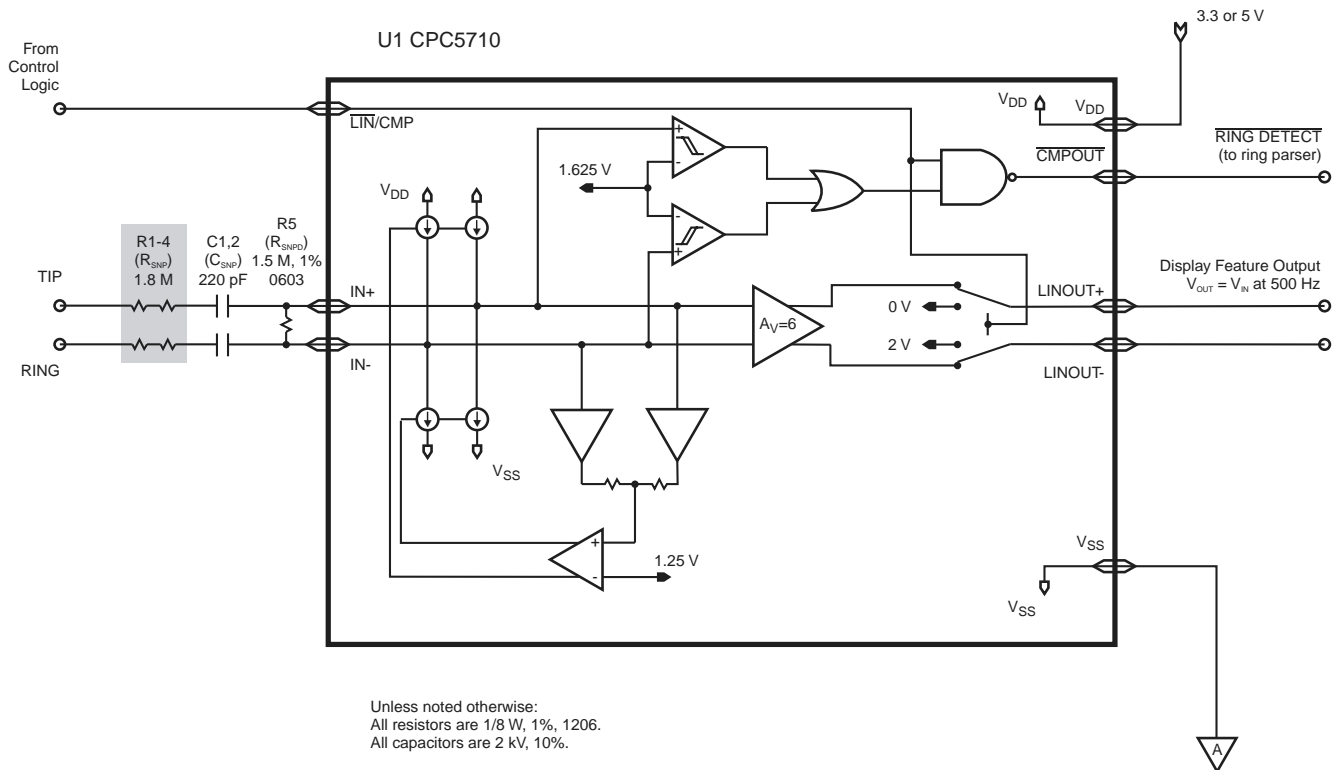 3.3 or 5 V
U1 CPC5710
From
Control
Logic
LIN/CMP
VDD
VDD
RING DETECT
(to ring parser)
CMPOUT
+
-
1.625 V
-
+
VDD
R1-4
(RSNP)
1.8 M
C1,2
(CSNP)
220 pF
R5
(RSNPD)
1.5 M, 1%
0603
TIP
RING
IN+
IN-
AV=6
0 V
2 V
LINOUT+
LINOUT-
Display Feature Output
VOUT = VIN at 500 Hz
VSS
+
-
1.25 V
VSS
VSS
A
Unless noted otherwise:
All resistors are 1/8 W, 1%, 1206.
All capacitors are 2 kV, 10%.